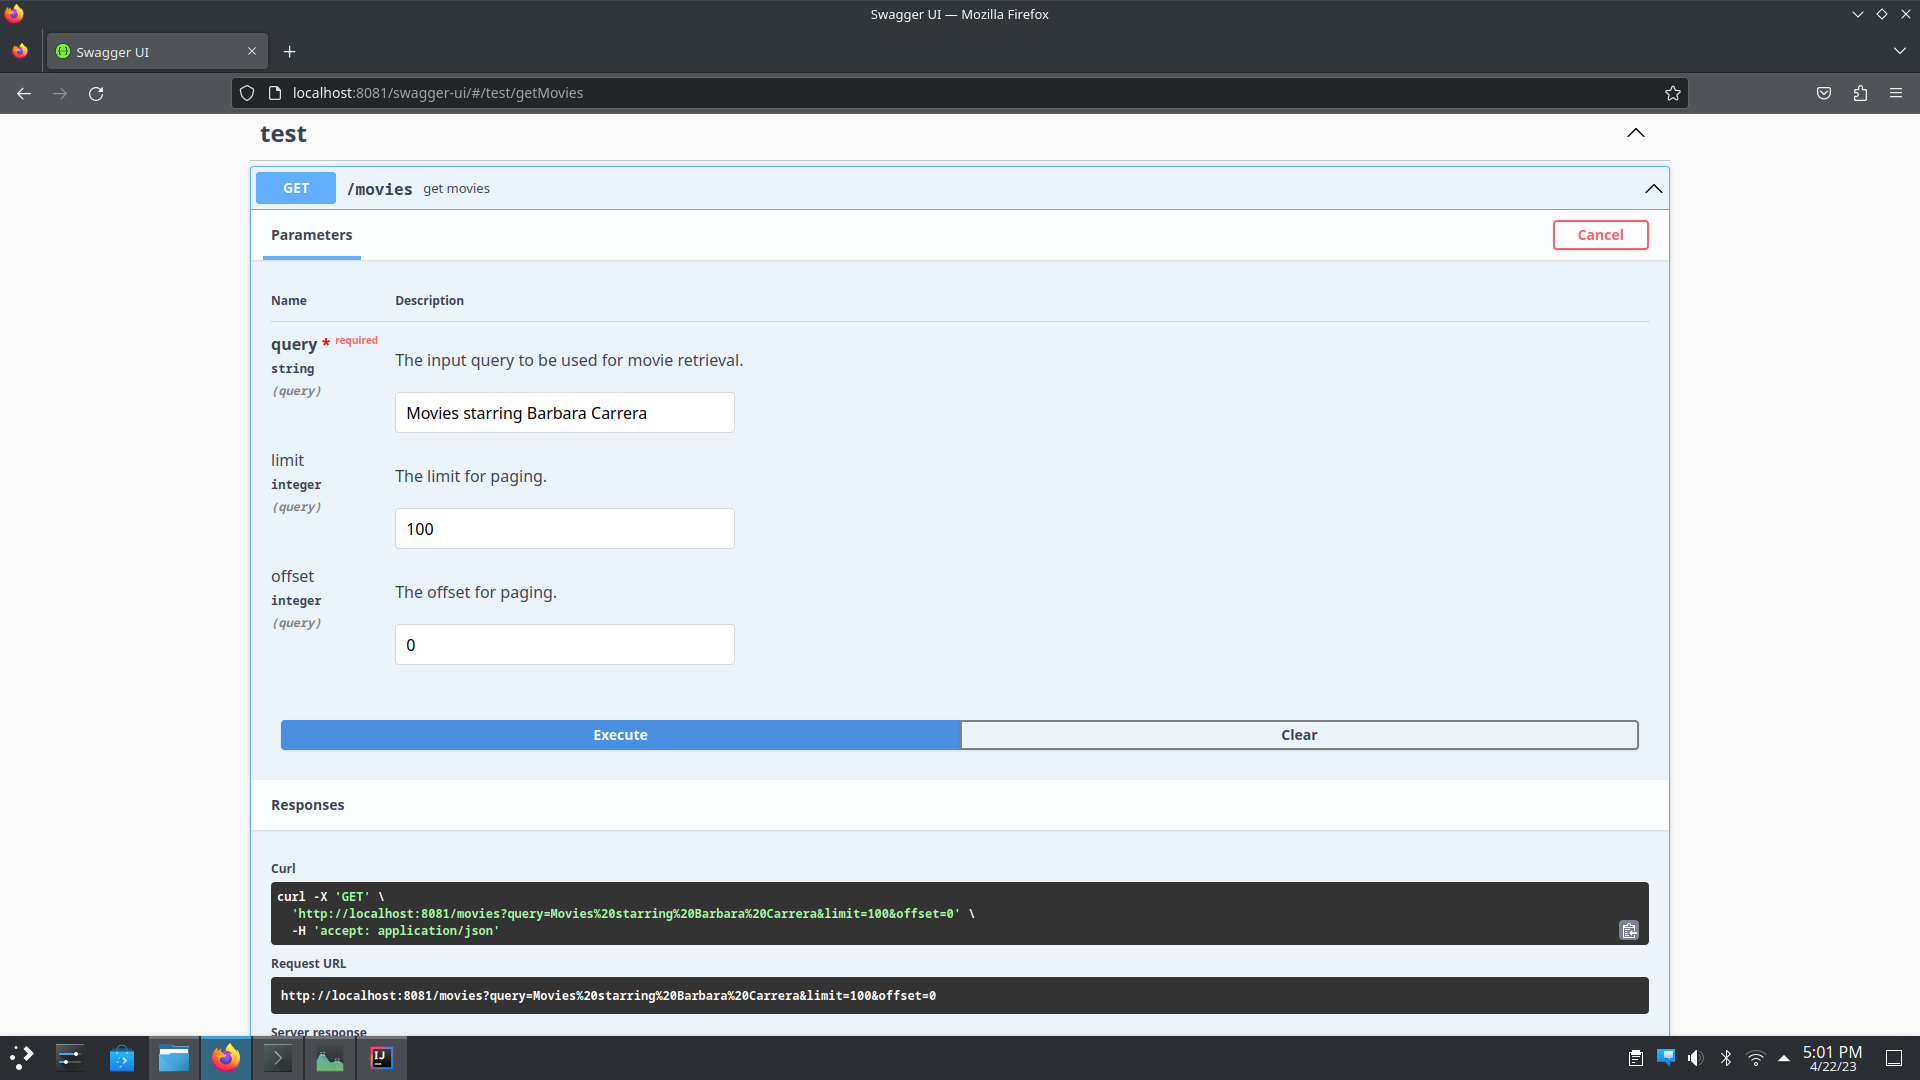 Swagger UI — Mozilla Firefox
Swagger UI
localhost:8081/swagger-ui/#/test/getMovies
test
GET /movies get movies
Parameters
Cancel
Name Description
query * required
string
(query)
The input query to be used for movie retrieval.
Movies starring Barbara Carrera
limit
integer
(query)
The limit for paging.
100
offset
integer
(query)
The offset for paging.
0
Execute
Clear
Responses
Curl
curl -X 'GET' \
'http://localhost:8081/movies?query=Movies%20starring%20Barbara%20Carrera&limit=100&offset=0' \
-H 'accept: application/json'
Request URL
http://localhost:8081/movies?query=Movies%20starring%20Barbara%20Carrera&limit=100&offset=0
Server response
IJ
5:01 PM
4/22/23